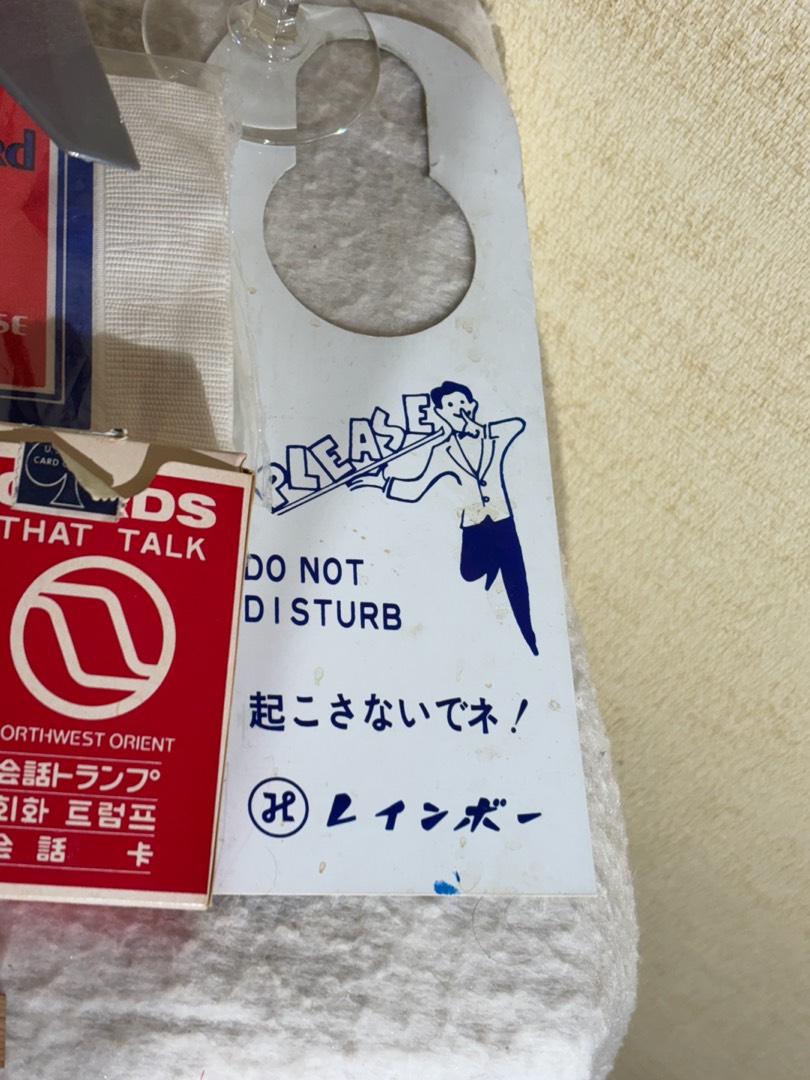 PLEASE
DO NOT
DISTURB
起こさないでネ!
レインボー
THAT TALK
ORTHWEST ORIENT
会話トランプ
회화 트럼프
会話 卡